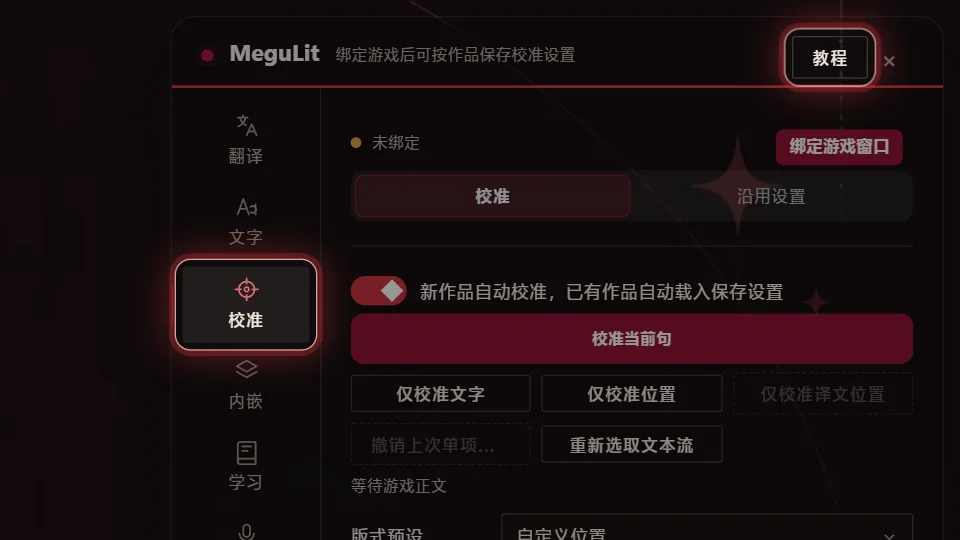 MeguLit 绑定游戏后可按作品保存校准设置 教程 ×
翻译
文字
校准
内嵌
学习
未绑定 绑定游戏窗口
校准 沿用设置
新作品自动校准，已有作品自动载入保存设置
校准当前句
仅校准文字 仅校准位置 仅校准译文位置
撤销上次单项... 重新选取文本流
等待游戏正文
版式预设 自定义位置